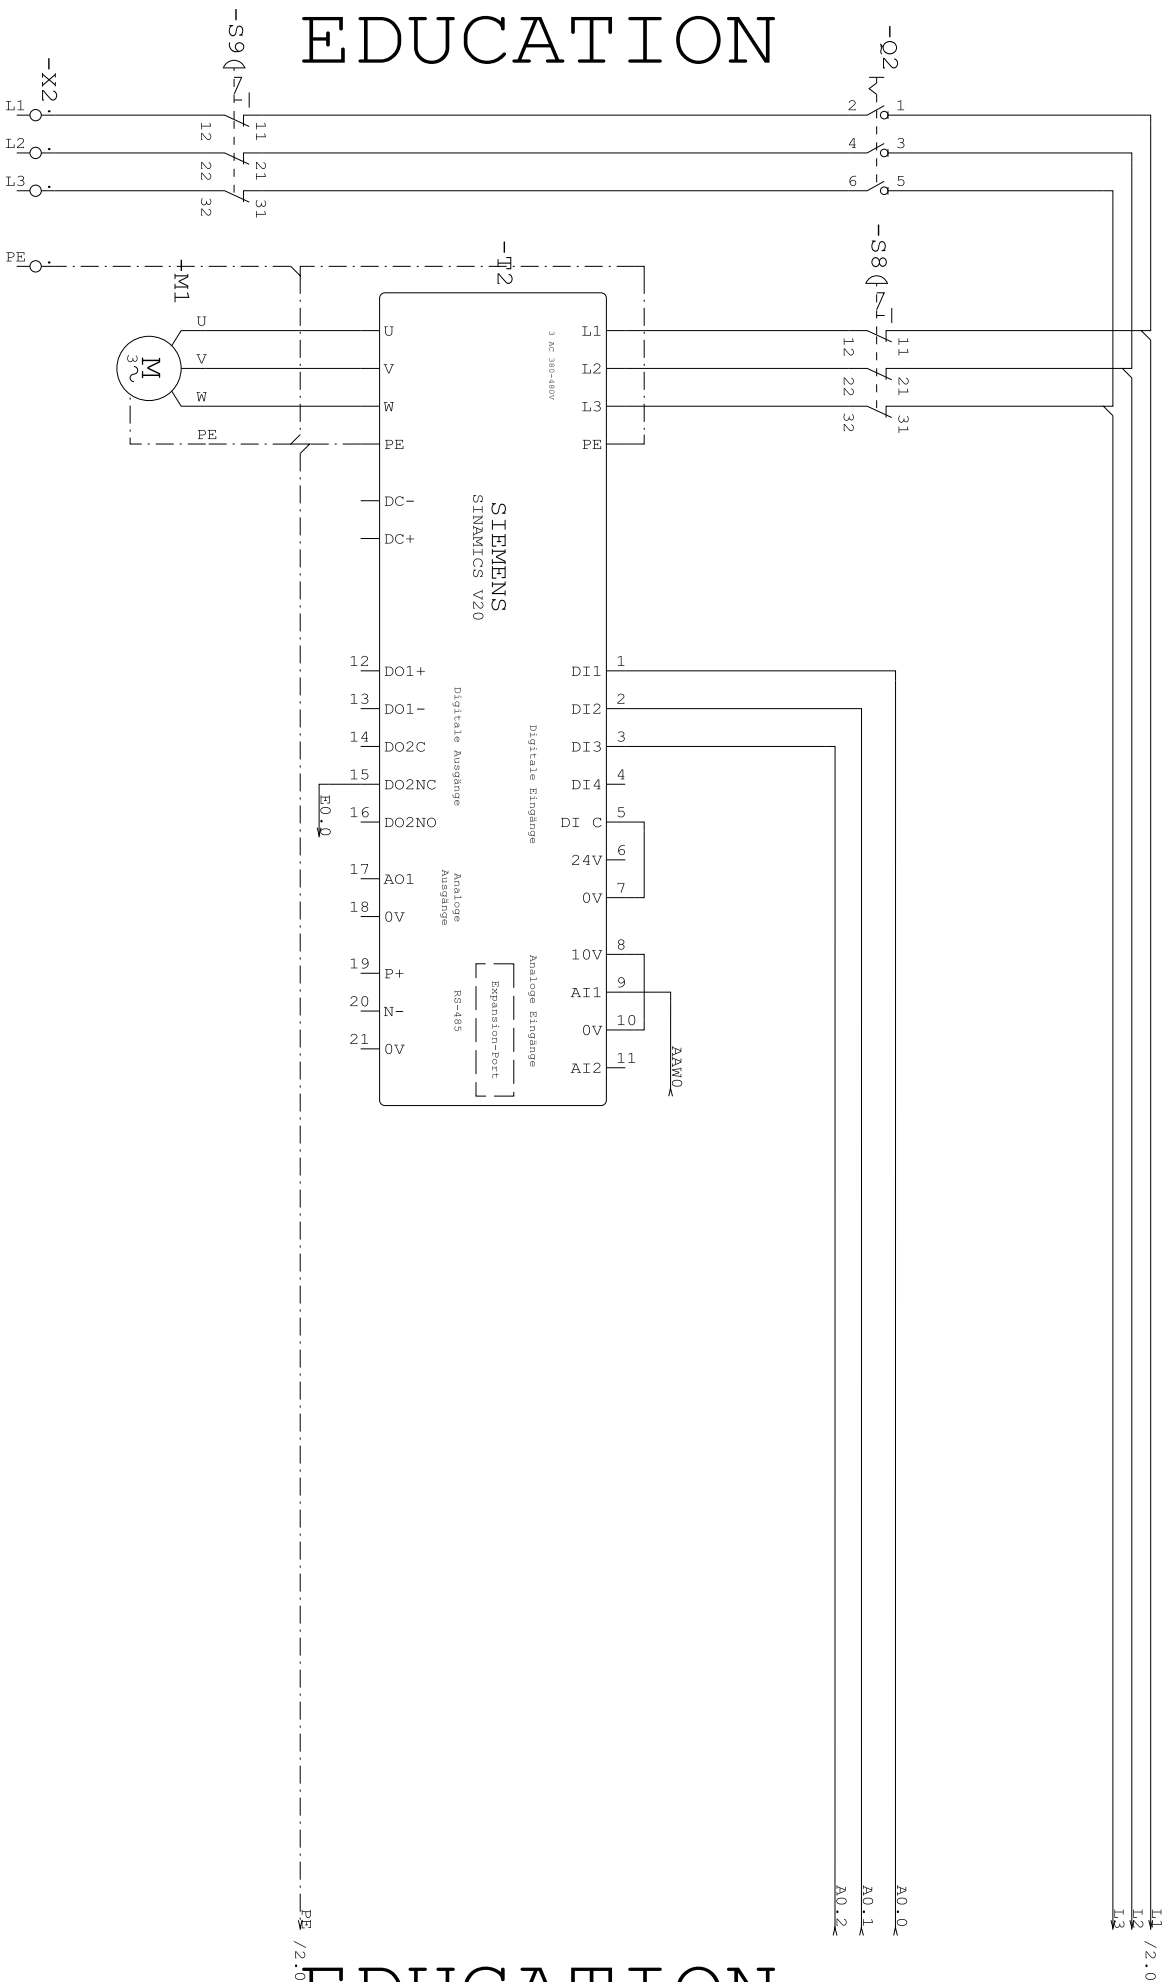 EDUCATION
-X2
L1
L2
L3
PE
-S9
12
11
22
21
32
31
-Q2
2
1
4
3
6
5
-S8
12
11
22
21
32
31
-M1
M
3~
U
V
W
PE
-T2
3 AC 380-480V
U
V
W
PE
DC-
DC+
L1
L2
L3
PE
SIEMENS
SINAMICS V20
12 DO1+
13 DO1-
14 DO2C
15 DO2NC
16 DO2NO
17 AO1
18 0V
19 P+
20 N-
21 0V
E0.0
Digitale Ausgänge
Analoge
Ausgänge
RS-485
Expansion-Port
Digitale Eingänge
Analoge Eingänge
DI1 1
DI2 2
DI3 3
DI4 4
DI C 5
24V 6
0V 7
10V 8
AI1 9
0V 10
AI2 11
AAW0
A0.2
A0.1
A0.0
L3
L2
L1 /2.0
PE /2.0
EDUCATION